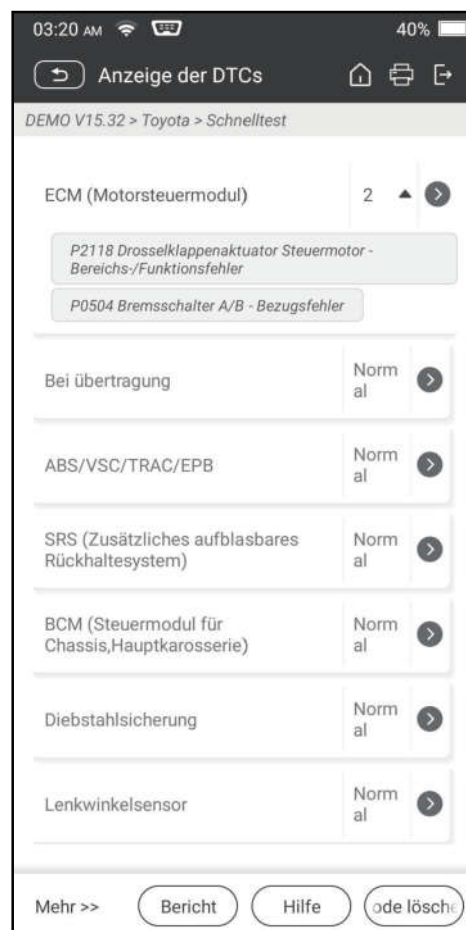 03:20 AM
40%
Anzeige der DTCs
DEMO V15.32 > Toyota > Schnelltest
ECM (Motorsteuermodul)
2
P2118 Drosselklappenaktuator Steuermotor -
Bereichs-/Funktionsfehler
P0504 Bremsschalter A/B - Bezugsfehler
Bei übertragung
Norm
al
ABS/VSC/TRAC/EPB
Norm
al
SRS (Zusätzliches aufblasbares
Rückhaltesystem)
Norm
al
BCM (Steuermodul für
Chassis,Hauptkarosserie)
Norm
al
Diebstahlsicherung
Norm
al
Lenkwinkelsensor
Norm
al
Mehr >>
Bericht
Hilfe
ode lösche